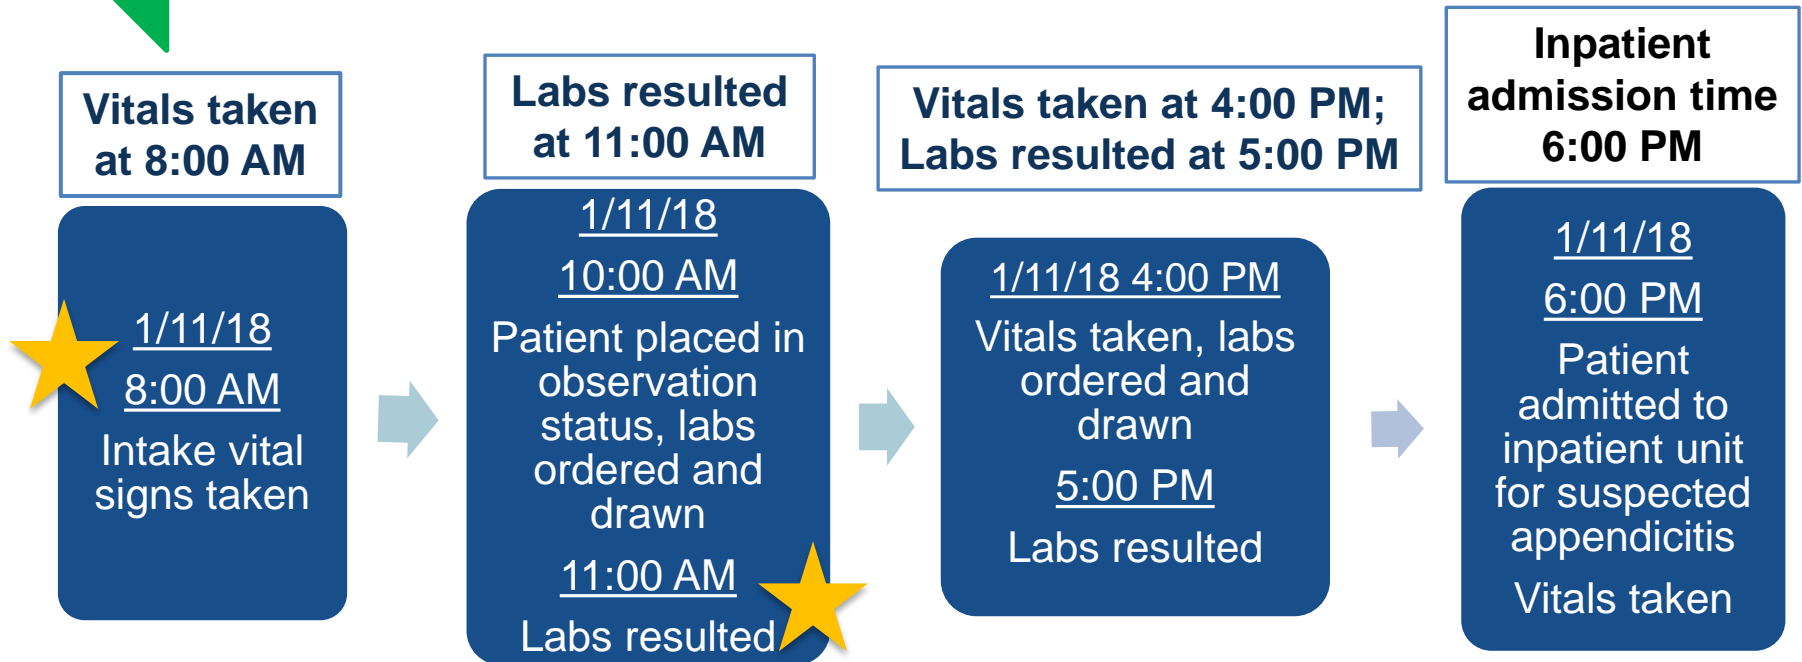 Vitals taken
at 8:00 AM
1/11/18
8:00 AM
Intake vital
signs taken
Labs resulted
at 11:00 AM
1/11/18
10:00 AM
Patient placed in
observation
status, labs
ordered and
drawn
11:00 AM
Labs resulted
Vitals taken at 4:00 PM;
Labs resulted at 5:00 PM
1/11/18 4:00 PM
Vitals taken, labs
ordered and
drawn
5:00 PM
Labs resulted
Inpatient
admission time
6:00 PM
1/11/18
6:00 PM
Patient
admitted to
inpatient unit
for suspected
appendicitis
Vitals taken